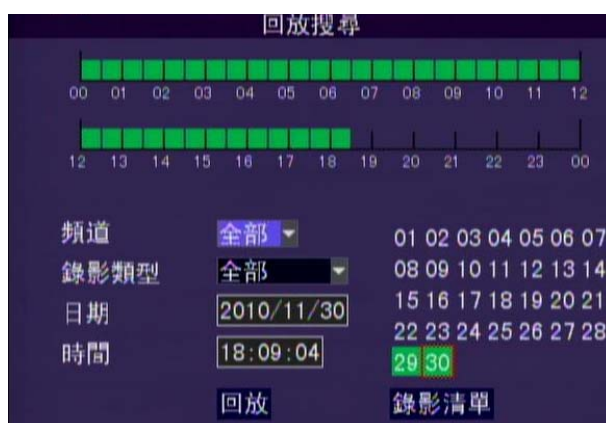 回放搜尋
00 01 02 03 04 05 06 07 08 09 10 11 12
12 13 14 15 16 17 18 19 20 21 22 23 00
頻道 全部
錄影類型 全部
日期 2010/11/30
時間 18:09:04
01 02 03 04 05 06 07
08 09 10 11 12 13 14
15 16 17 18 19 20 21
22 23 24 25 26 27 28
29 30
回放 錄影清單